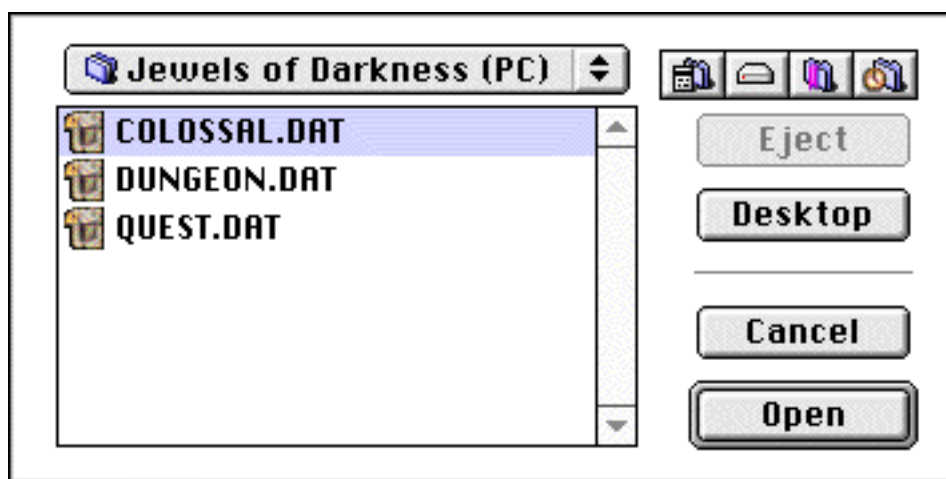 Jewels of Darkness (PC)
COLOSSAL.DAT
DUNGEON.DAT
QUEST.DAT
Eject
Desktop
Cancel
Open